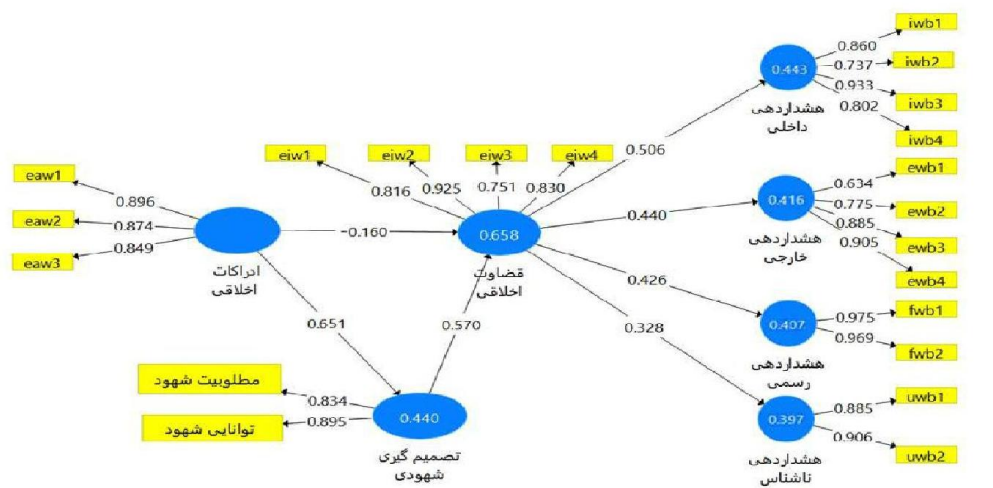 iwb1
0.860
iwb2
0.737
0.443
0.933
iwb3
0.802
هشداردهی
داخلی
iwb4
eiw1
eiw2
eiw3
eiw4
0.506
ewb1
0.634
eaw1
0.816
0.925
0.751
0.830
0.775
0.416
ewb2
0.896
0.440
0.885
eaw2
0.874
0.905
−0.160
0.658
هشداردهی
خارجی
ewb3
0.849
eaw3
ادراکات
اخلاقی
قضاوت
اخلاقی
0.426
ewb4
fwb1
0.975
0.651
0.570
0.328
0.407
0.969
fwb2
هشداردهی
رسمی
مطلوبیت شهود
0.834
uwb1
0.885
توانایی شهود
0.895
0.440
0.397
0.906
تصمیم گیری
شهودی
هشداردهی
ناشناس
uwb2